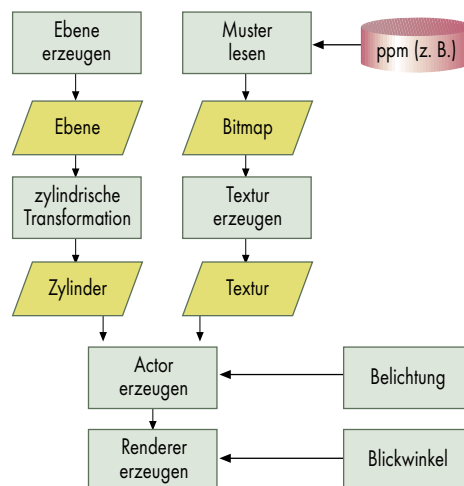 Ebene
erzeugen
Muster
lesen
ppm (z. B.)
Ebene
Bitmap
zylindrische
Transformation
Textur
erzeugen
Zylinder
Textur
Actor
erzeugen
Belichtung
Renderer
erzeugen
Blickwinkel